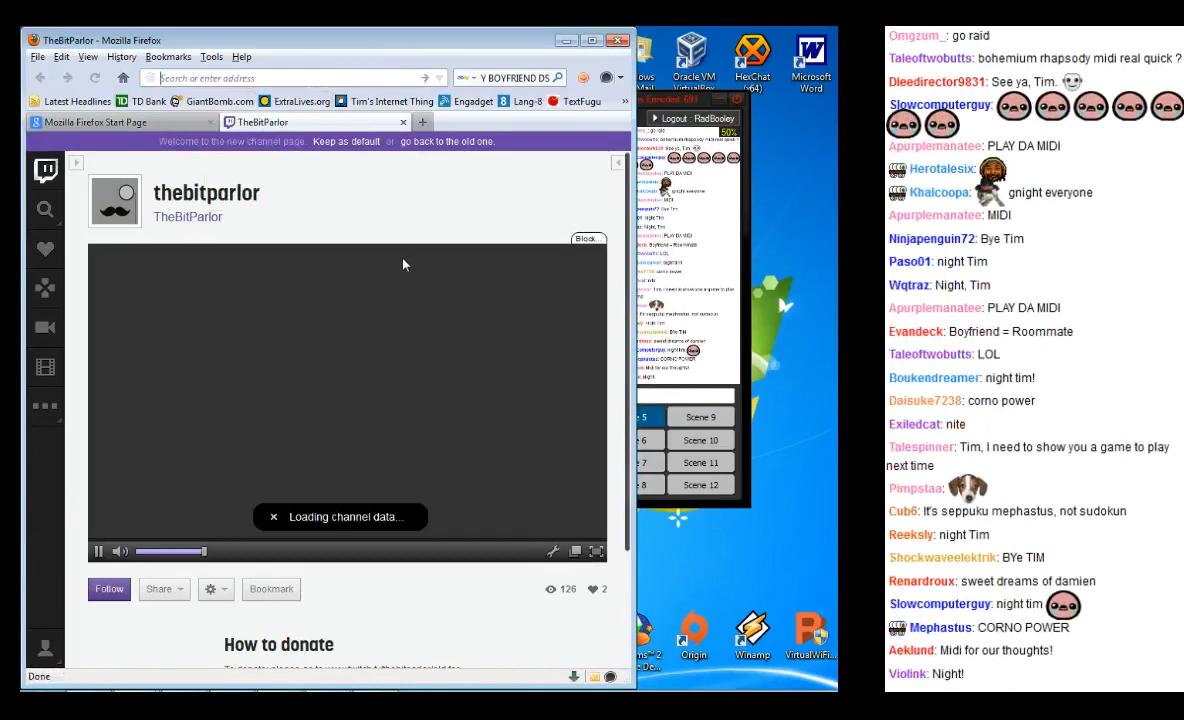 TheBitParlor - Mozilla Firefox
File Edit View History Bookmarks Tools Help
Search or enter address
Y BOYFRIEND DS
Latest Headlines TD Bank GiantBomb.com ExtraLives.org Tim's Internet Thing Engadget Lang-8 TextFugu
Mozilla Firefox Start Page
TheBitParlor
Welcome to the new channel page. Keep as default or go back to the old one.
thebitparlor
TheBitParlor
Block...
Loading channel data...
Follow
Share
Bookmark
126
2
How to donate
Done
Oracle VM
VirtualBox
HexChat
(x64)
Microsoft
Word
Logout : RadBooley
50%
5
Scene 9
6
Scene 10
7
Scene 11
8
Scene 12
Origin
Winamp
VirtualWiFi...
Omgzum_: go raid
Taleoftwobutts: bohemium rhapsody midi real quick ?
Dleedirector9831: See ya, Tim.
Slowcomputerguy:
Apurplemanatee: PLAY DA MIDI
Herotalesix:
Khalcoopa: gnight everyone
Apurplemanatee: MIDI
Ninjapenguin72: Bye Tim
Paso01: night Tim
Wqtraz: Night, Tim
Apurplemanatee: PLAY DA MIDI
Evandeck: Boyfriend = Roommate
Taleoftwobutts: LOL
Boukendreamer: night tim!
Daisuke7238: corno power
Exiledcat: nite
Talespinner: Tim, I need to show you a game to play
next time
Pimpstaa:
Cub6: It's seppuku mephastus, not sudokun
Reeksly: night Tim
Shockwaveelektrik: BYe TIM
Renardroux: sweet dreams of damien
Slowcomputerguy: night tim
Mephastus: CORNO POWER
Aeklund: Midi for our thoughts!
Violink: Night!